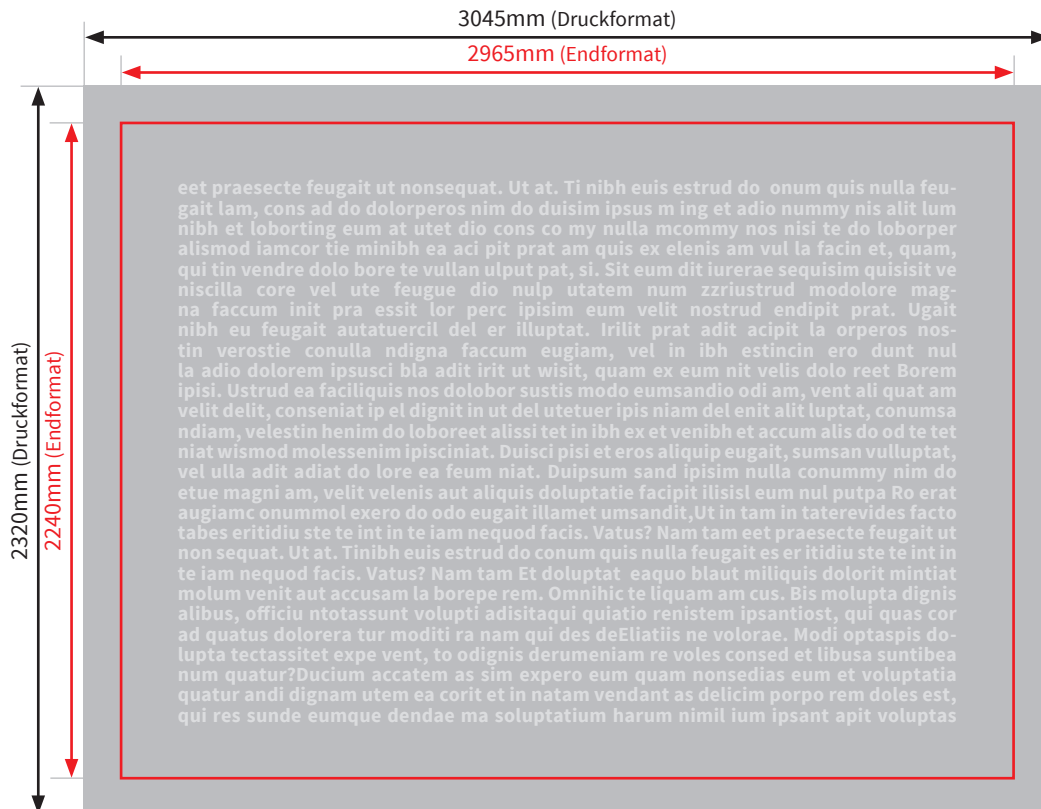 3045mm (Druckformat)
2965mm (Endformat)
2320mm (Druckformat)
2240mm (Endformat)
eet praesecte feugait ut nonsequat. Ut at. Ti nibh euis estrud do onum quis nulla feu-
gait lam, cons ad do dolorperos nim do duisim ipsus m ing et adio nummy nis alit lum
nibh et loborting eum at utet dio cons co my nulla mcommy nos nisi te do loborper
alismod iamcor tie minibh ea aci pit prat am quis ex elenis am vul la facin et, quam,
qui tin vendre dolo bore te vullan ulput pat, si. Sit eum dit iurerae sequisim quisisit ve
niscilla core vel ute feugue dio nulp utatem num zzriustrud modolore mag-
na faccum init pra essit lor perc ipisim eum velit nostrud endipit prat. Ugait
nibh eu feugait autatuercil del er illuptat. Irilit prat adit acipit la orperos nos-
tin verostie conulla ndigna faccum eugiam, vel in ibh estincin ero dunt nul
la adio dolorem ipsusci bla adit irit ut wisit, quam ex eum nit velis dolo reet Borem
ipisi. Ustrud ea faciliquis nos dolobor sustis modo eumsandio odi am, vent ali quat am
velit delit, conseniat ip el dignit in ut del utetuer ipis niam del enit alit luptat, conumsa
ndiam, velestin henim do loboreet alissi tet in ibh ex et venibh et accum alis do od te tet
niat wismod molessenim ipisciniat. Duisci pisi et eros aliquip eugait, sumsan vulluptat,
vel ulla adit adiat do lore ea feum niat. Duipsum sand ipism nulla conummy nim do
etue magni am, velit velenis aut aliquis doluptatie facipit ilisist eum nul putpa Ro erat
augiamc onummol exero do odo eugait illamet umsandit,Ut in tem in taterevides facto
tabes eritidiu ste te int in te iam nequod facis. Vatus? Nam tam eet praesecte feugait ut
non sequat. Ut at. Tinibh euis estrud do conum quis nulla feugait es er itidiu ste te int in
te iam nequod facis. Vatus? Nam tam Et doluptat eaquo blaut miliquis dolorit mintiat
molum venit aut accusam la borepe rem. Omnihic te liquam am cus. Bis molupta dignis
alibus, officiu ntotassunt volupti adisitaqui quiatio renistem ipsantiost, qui quas cor
ad quatus dolorera tur moditi ra nam qui des deEliatiis ne volorae. Modi optaspis do-
lupta tectassitet expe vent, to odignis derumeniam re voles consed et libusa suntibea
num quatur?Ducium accatem as sim expero eum quam nonsedias eum et voluptatia
quatur andi dignam utem ea corit et in natam vendant as delicim porpo rem doles est,
qui res sunde eumque dendae ma soluptatium harum nimil ium ipsant apit voluptas